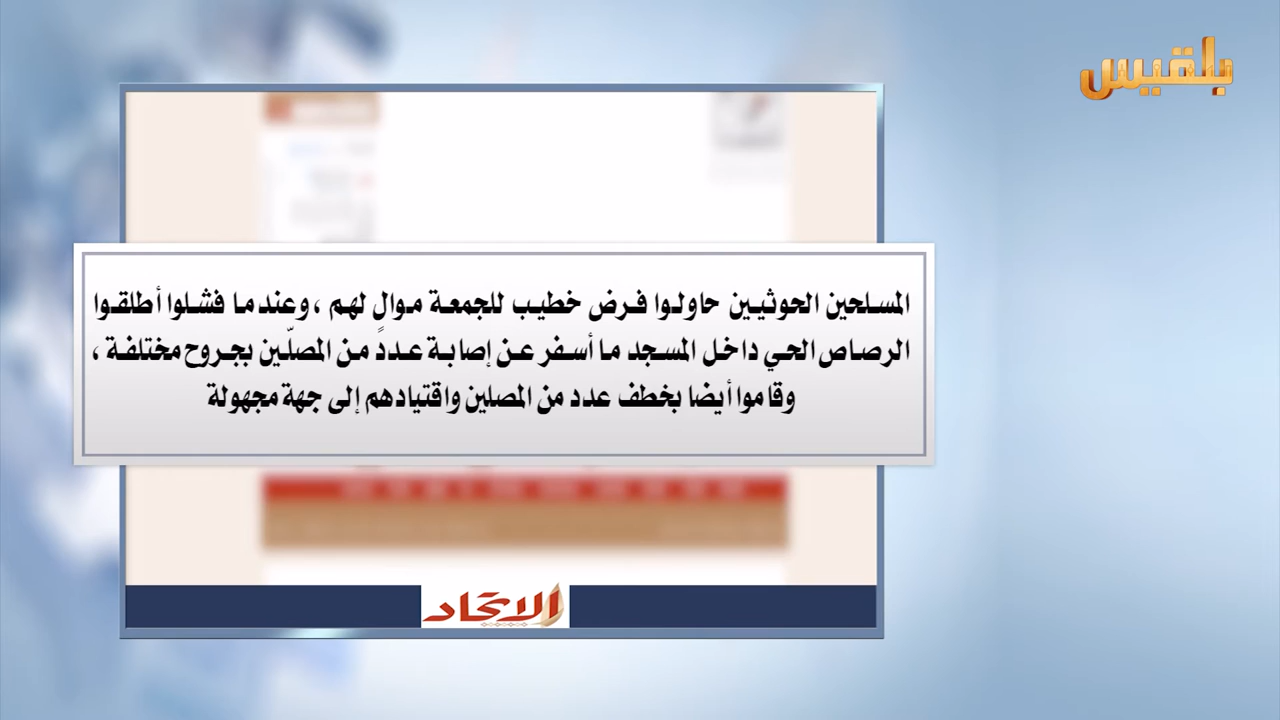 بلقيس
المسلحين الحوثيين حاولوا فرض خطيب للجمعة موالٍ لهم ، وعندما فشلوا أطلقوا
الرصاص الحي داخل المسجد ما أسفر عن إصابة عددً من المصلّين بجروح مختلفة ،
وقاموا أيضا بخطف عدد من المصلين واقتيادهم إلى جهة مجهولة
الاتحاد